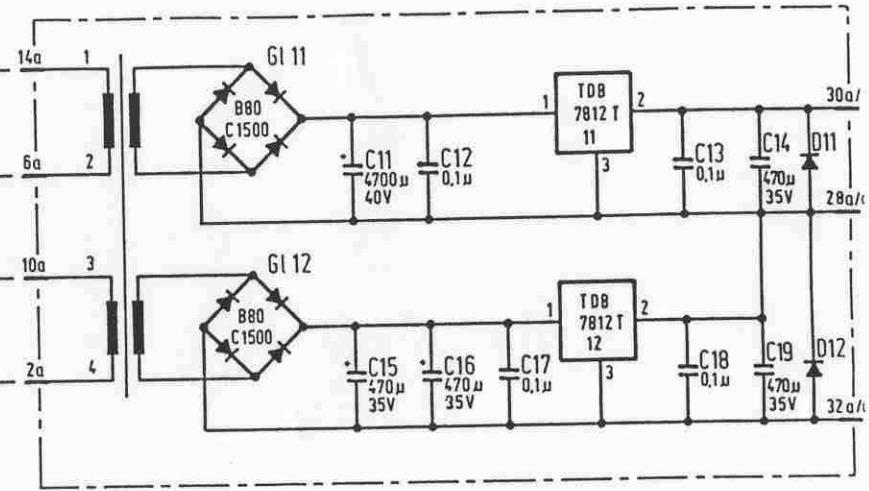 14a
1
Gl 11
B80
C1500
TDB
7812 T
11
1
2
3
30a/
C11
4700µ
40V
C12
0,1µ
C13
0,1µ
C14
470µ
35V
D11
6a
2
28a/
10a
3
Gl 12
B80
C1500
TDB
7812 T
12
1
2
3
C15
470µ
35V
C16
470µ
35V
C17
0,1µ
C18
0,1µ
C19
470µ
35V
D12
2a
4
32a/